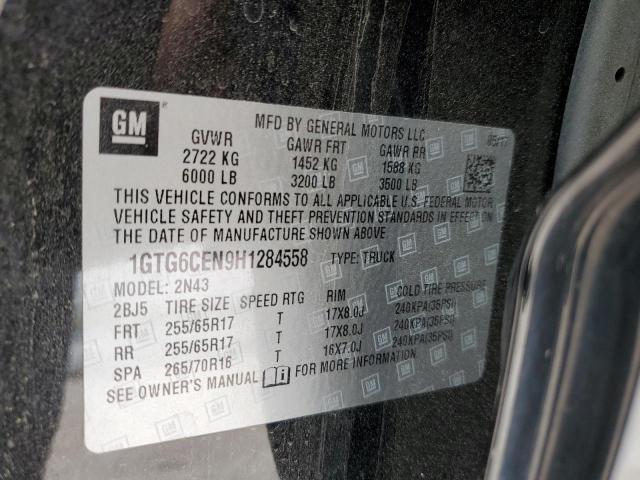 GM
MFD BY GENERAL MOTORS LLC 05/17
GVWR GAWR FRT GAWR RR
2722 KG 1452 KG 1588 KG
6000 LB 3200 LB 3500 LB
THIS VEHICLE CONFORMS TO ALL APPLICABLE U.S. FEDERAL MOTOR
VEHICLE SAFETY AND THEFT PREVENTION STANDARDS IN EFFECT ON
THE DATE OF MANUFACTURE SHOWN ABOVE.
1GTG6CEN9H1284558 TYPE: TRUCK
MODEL: 2N43
2BJ5 TIRE SIZE SPEED RTG RIM COLD TIRE PRESSURE
FRT 255/65R17 T 17X8.0J 240KPA(35PSI)
RR 255/65R17 T 17X8.0J 240KPA(35PSI)
SPA 265/70R16 T 16X7.0J 240KPA(35PSI)
SEE OWNER'S MANUAL FOR MORE INFORMATION.